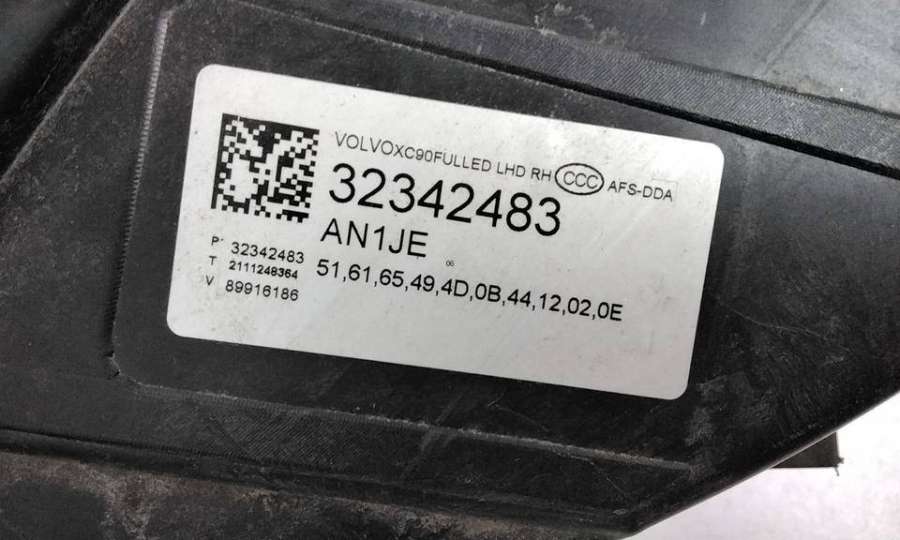 VOLVOXC90FULLED LHD RH CCC AFS-DDA
32342483
AN1JE
06
51,61,65,49,4D,0B,44,12,02,0E
P 32342483
T 2111248364
V 89916186